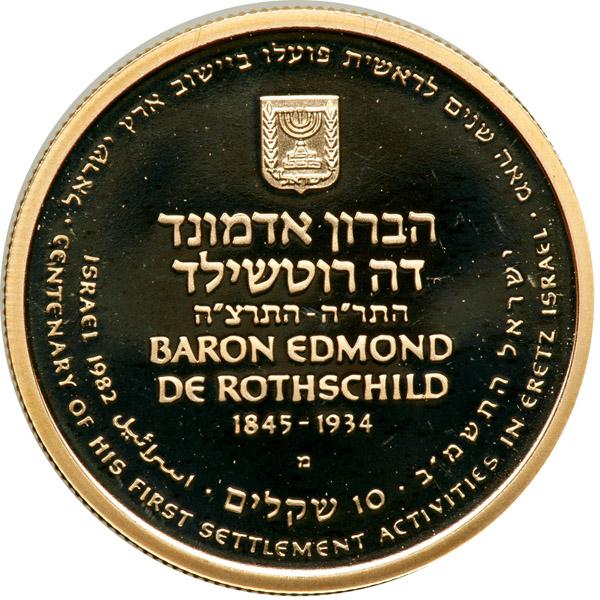 מאה שנים לראשית פועלו ביישוב ארץ ישראל
ישראל
הברון אדמונד
דה רוטשילד
התר״ה - התרצ״ה
BARON EDMOND
DE ROTHSCHILD
1845 - 1934
מ
ישראל התשמ״ב · 10 שקלים · اسرائيل ISRAEL 1982
· CENTENARY OF HIS FIRST SETTLEMENT ACTIVITIES IN ERETZ ISRAEL ·